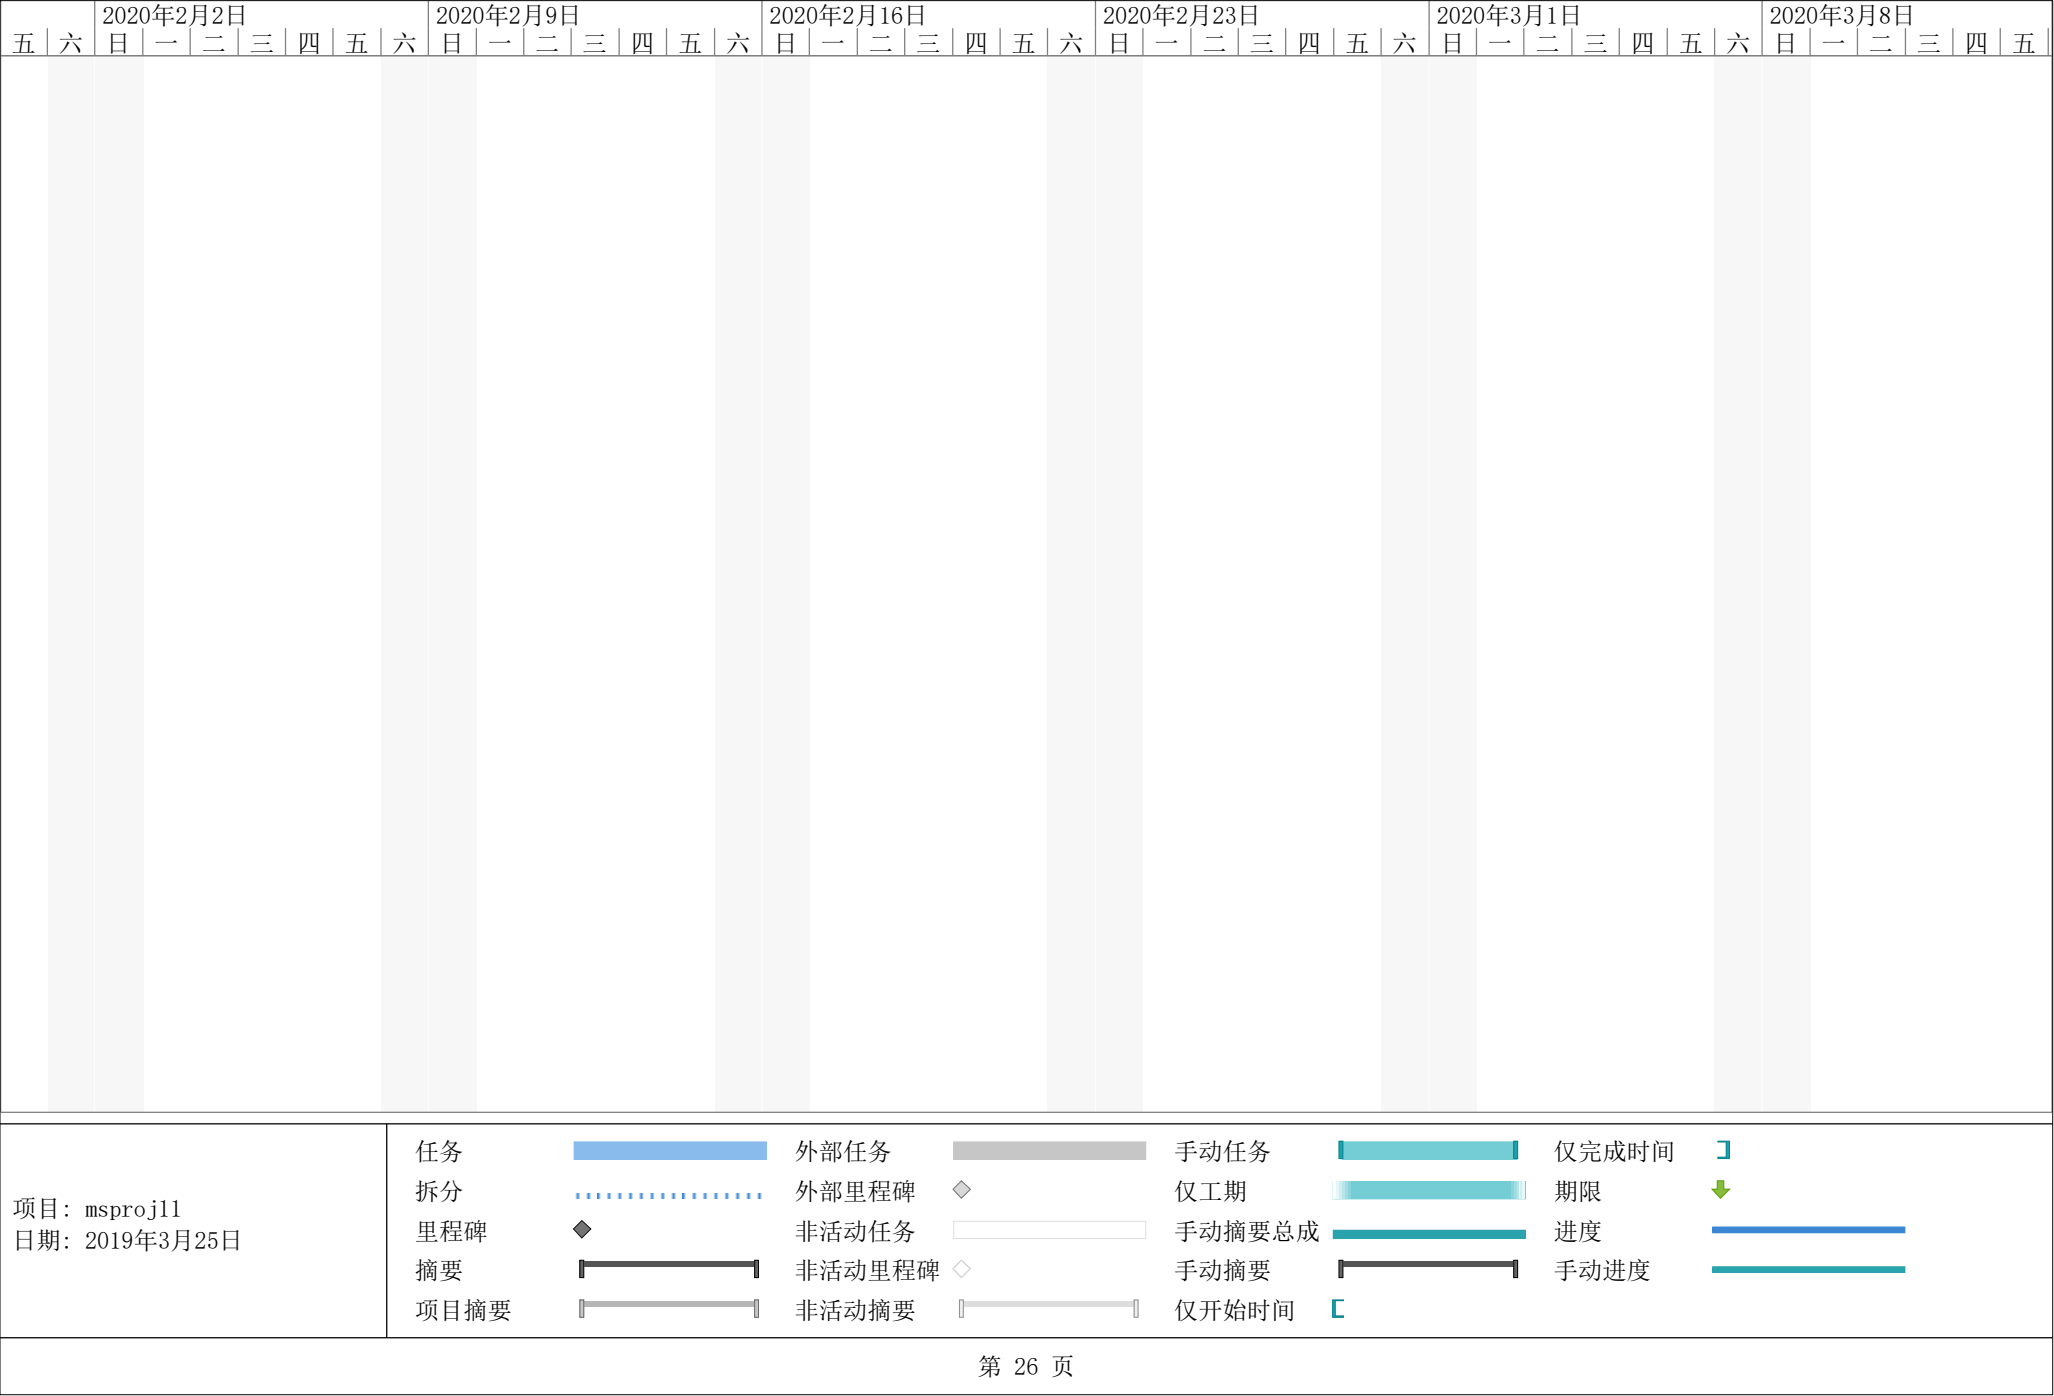 2020年2月2日 2020年2月9日 2020年2月16日 2020年2月23日 2020年3月1日 2020年3月8日
五 六 日 一 二 三 四 五 六 日 一 二 三 四 五 六 日 一 二 三 四 五 六 日 一 二 三 四 五 六 日 一 二 三 四 五 六 日 一 二 三 四 五
项目: msproj11
日期: 2019年3月25日
任务 外部任务 手动任务 仅完成时间
拆分 外部里程碑 仅工期 期限
里程碑 非活动任务 手动摘要总成 进度
摘要 非活动里程碑 手动摘要 手动进度
项目摘要 非活动摘要 仅开始时间
第 26 页